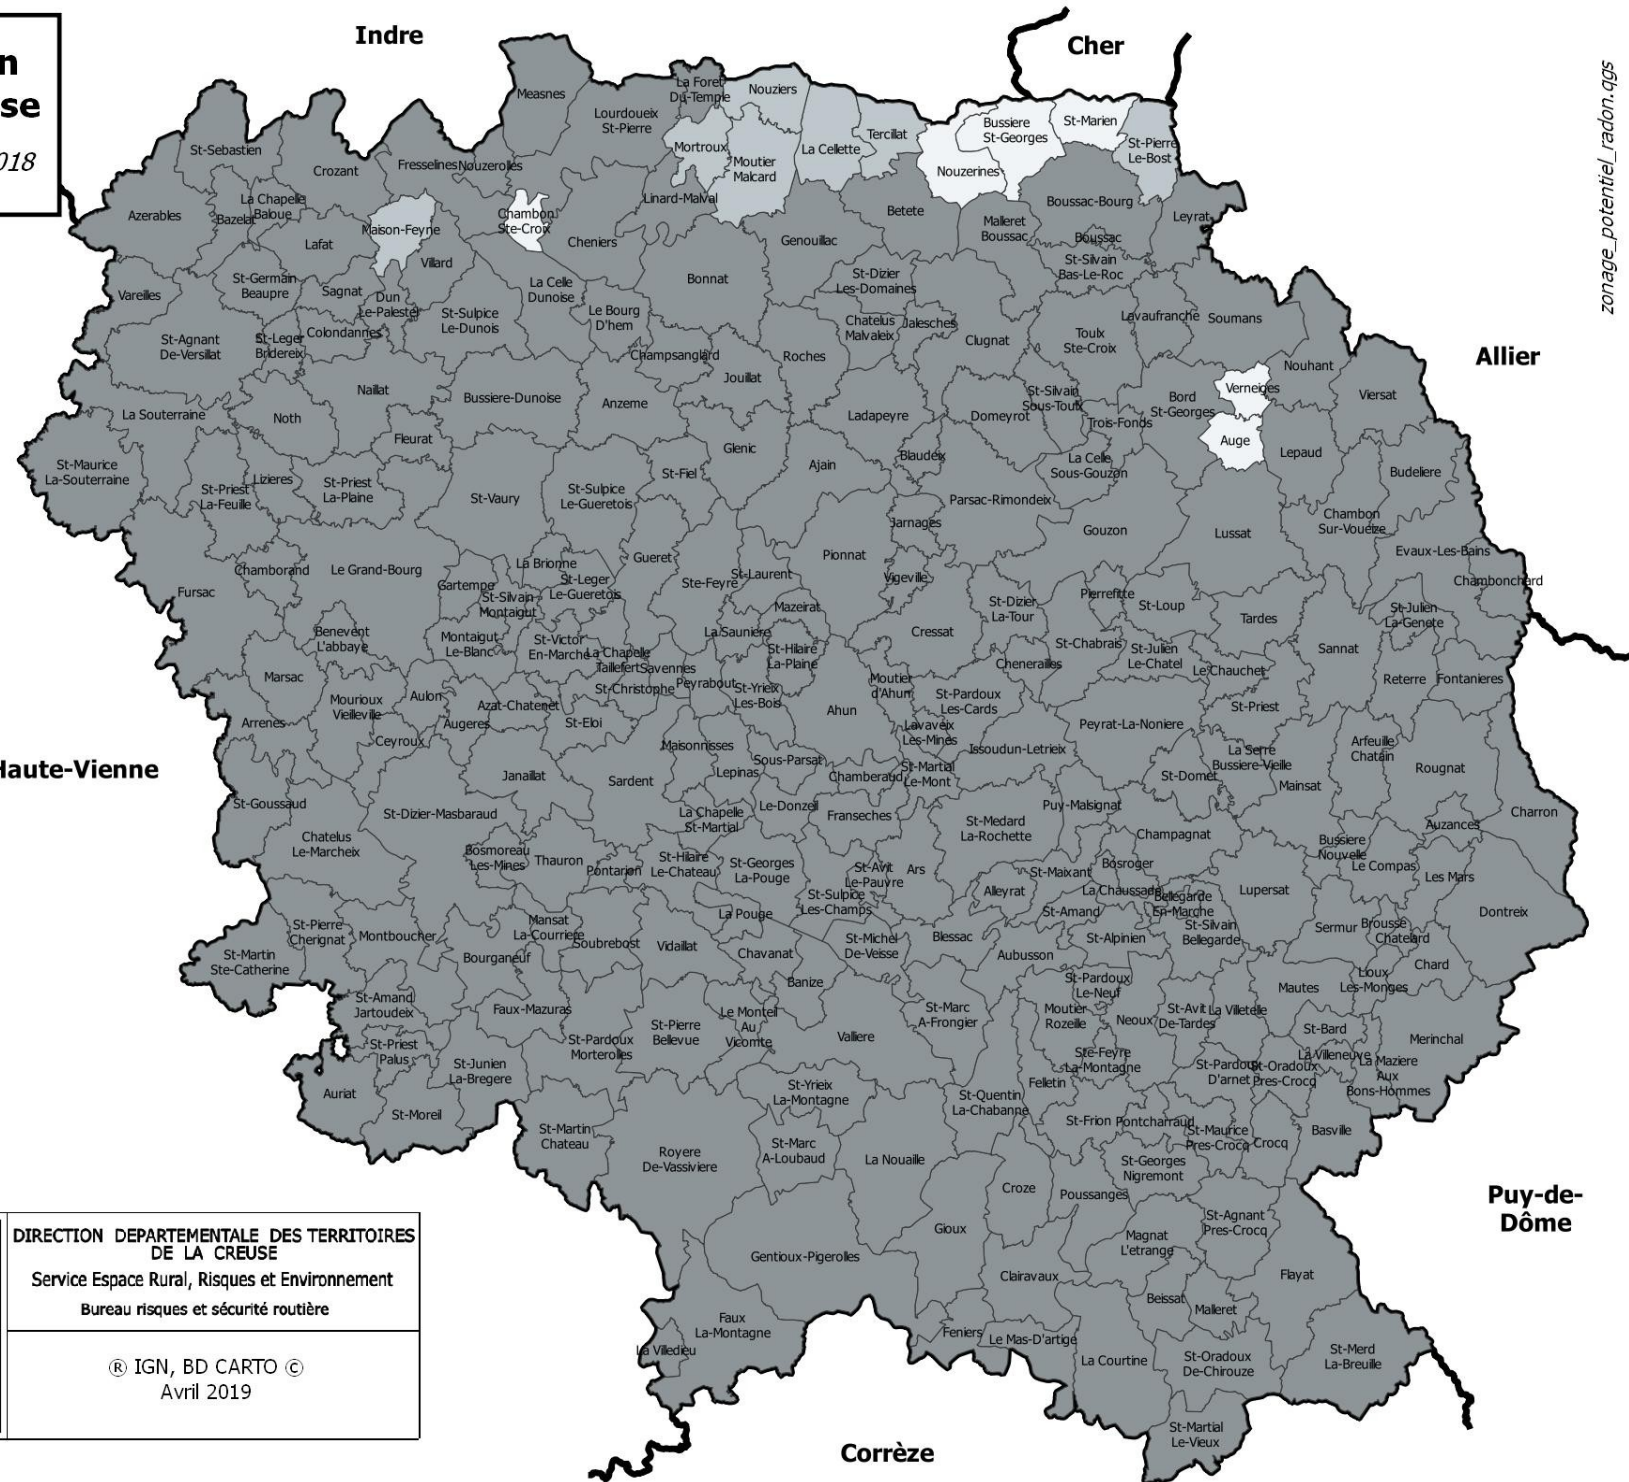 Indre
Cher
n
se
018
zonage_potentiel_radon.qgs
Measnes
La Foret
Du-Temple
Nouziers
Lourdoueix
St-Pierre
Bussiere
St-Georges
St-Marien
Tercillat
St-Sebastien
Mortroux
La Cellette
St-Pierre
Le-Bost
Moutier
Malcard
Crozant
Fresselines
Nouzerolles
Nouzerines
La Chapelle
Baloue
Linard-Malval
Boussac-Bourg
Azerables
Bazelat
Chambon
Ste-Croix
Betete
Leyrat
Maison-Feyne
Malleret
Boussac
Lafat
Cheniers
Genouillac
Boussac
Villard
St-Silvain
Bas-Le-Roc
St-Germain
Beaupre
La Celle
Dunoise
Bonnat
St-Dizier
Les-Domaines
Vareilles
Sagnat
Dun
Le-Palestel
St-Sulpice
Le-Dunois
Le Bourg
D'hem
Lavaufranche
Soumans
Chatelus
Malvaleix
Jalesches
Colondannes
Toulx
Ste-Croix
Clugnat
St-Agnant
De-Versillat
St-Leger
Bridereix
Champsanglard
Roches
Allier
Nouhant
Jouillat
Verneiges
Naillat
Viersat
Bussiere-Dunoise
Anzeme
St-Silvain
Sous-Toulx
Bord
St-Georges
La Souterraine
Noth
Ladapeyre
Domeyrot
Trois-Fonds
Fleurat
Auge
Glenic
Lepaud
Blaudeix
La Celle
Sous-Gouzon
St-Maurice
La-Souterraine
Ajain
St-Fiel
Budeliere
Lizieres
St-Priest
La-Feuille
St-Priest
La-Plaine
St-Vaury
St-Sulpice
Le-Gueretois
Parsac-Rimondeix
Chambon
Sur-Voueize
Jarnages
Gouzon
Lussat
Evaux-Les-Bains
Gueret
Pionnat
La Brionne
Chamborand
Le Grand-Bourg
St-Laurent
Ste-Feyre
Vigeville
Chambonchard
Gartempe
St-Leger
Le-Gueretois
Fursac
St-Silvain
Montaigut
Pierrefitte
St-Loup
Mazeirat
St-Dizier
La-Tour
St-Julien
La-Genete
Tardes
Benevent
L'abbaye
Montaigut
Le-Blanc
St-Victor
En-Marche
La Sauniere
Cressat
St-Chabrais
La Chapelle
Taillefert
Savennes
St-Hilaire
La-Plaine
St-Julien
Le-Chatel
Sannat
Chenerailles
Le Chauchet
Marsac
Moutier
d'Ahun
Reterre
Fontanieres
Peyrabout
St-Yrieix
Les-Bois
St-Christophe
Mourioux
Vieilleville
Aulon
Azat-Chatenet
St-Pardoux
Les-Cards
St-Priest
Ahun
Arrenes
Augeres
St-Eloi
Lavaveix
Les-Mines
Peyrat-La-Noniere
Ceyroux
Maisonnisses
Issoudun-Letrieix
Arfeuille
Chatain
La Serre
Bussiere-Vieille
Haute-Vienne
Sous-Parsat
St-Martial
Le-Mont
Janaillat
Sardent
Lepinas
Chamberaud
St-Domet
Mainsat
Rougnat
St-Goussaud
St-Dizier-Masbaraud
Le-Donzeil
Puy-Malsignat
La Chapelle
St-Martial
Franseches
Charron
St-Medard
La-Rochette
Auzances
Chatelus
Le-Marcheix
Champagnat
Bussiere
Nouvelle
Bosmoreau
Les-Mines
Thauron
St-Hilaire
Le-Chateau
St-Georges
La-Pouge
Bosroger
Le Compas
Pontarion
St-Avit
Le-Pauvre
Ars
St-Maixant
Les Mars
Alleyrat
La Chaussade
Bellegarde
En-Marche
Lupersat
St-Sulpice
Les-Champs
La Pouge
St-Amand
Dontreix
St-Pierre
Cherignat
Mansat
La-Courriere
St-Silvain
Bellegarde
Sermur
Brousse
Chatelard
Montboucher
Soubrebost
Vidaillat
St-Michel
De-Veisse
Blessac
St-Alpinien
St-Martin
Ste-Catherine
Bourganeuf
Chavanat
Aubusson
Chard
Banize
St-Pardoux
Le-Neuf
Lioux
Les-Monges
Mautes
St-Amand
Jartoudeix
Faux-Mazuras
Le Monteil
Au
Vicomte
St-Marc
A-Frongier
Moutier
Rozeille
Neoux
St-Avit
De-Tardes
La Villetelle
St-Pierre
Bellevue
St-Bard
Valliere
Merinchal
St-Pardoux
Morterolles
St-Priest
Palus
La Villeneuve
Ste-Feyre
La-Montagne
La Maziere
Aux
Bons-Hommes
St-Junien
La-Bregere
St-Pardoux
D'arnet
St-Oradoux
Pres-Crocq
Felletin
Auriat
St-Yrieix
La-Montagne
St-Quentin
La-Chabanne
St-Moreil
St-Frion
Pontcharraud
St-Martin
Chateau
St-Maurice
Pres-Crocq
Crocq
Basville
St-Marc
A-Loubaud
Royere
De-Vassiviere
La Nouaille
St-Georges
Nigremont
Croze
Poussanges
Puy-de-
Dôme
St-Agnant
Pres-Crocq
Gioux
Magnat
L'etrange
Gentioux-Pigerolles
Clairavaux
Flayat
Beissat
Malleret
Faux
La-Montagne
Feniers
Le Mas-D'artige
La Villedieu
La Courtine
St-Oradoux
De-Chirouze
St-Merd
La-Breuille
St-Martial
Le-Vieux
Corrèze
DIRECTION DEPARTEMENTALE DES TERRITOIRES
DE LA CREUSE
Service Espace Rural, Risques et Environnement
Bureau risques et sécurité routière
® IGN, BD CARTO ©
Avril 2019